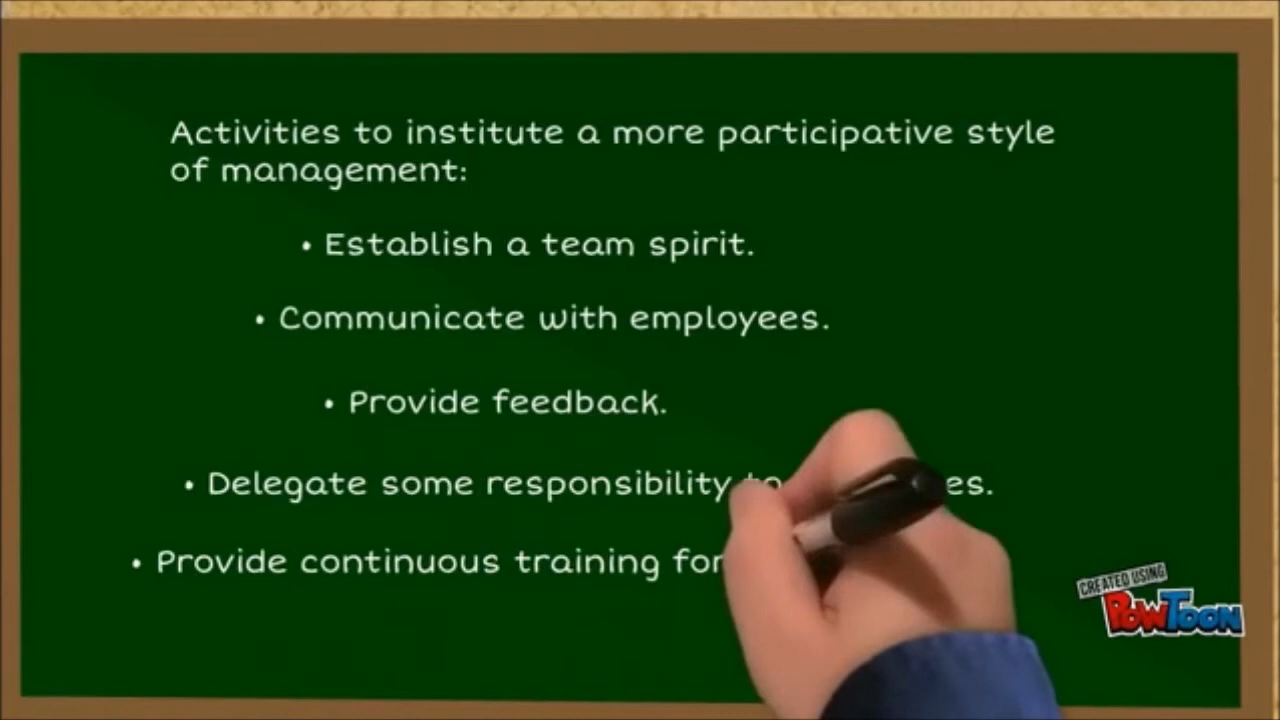 Activities to institute a more participative style
of management:
• Establish a team spirit.
• Communicate with employees.
• Provide feedback.
• Delegate some responsibility to
• Provide continuous training for
CREATED USING
POWTOON